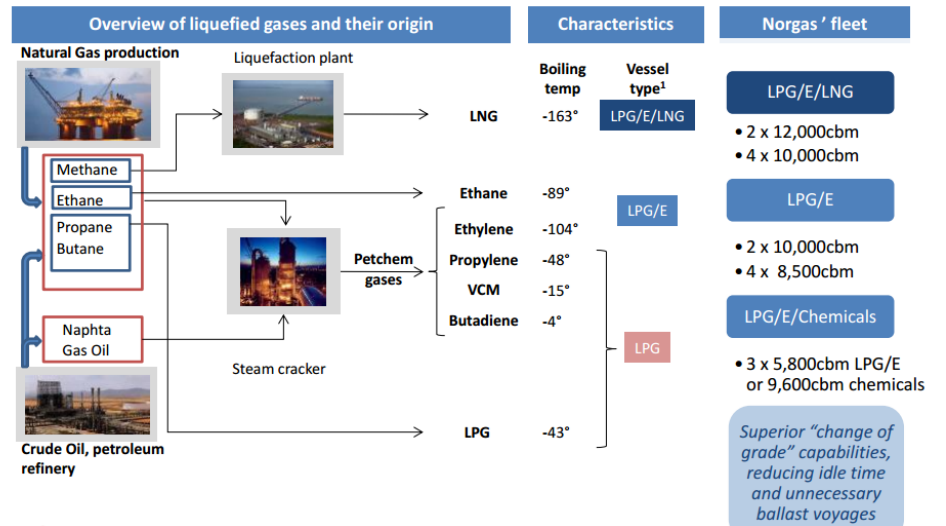 Overview of liquefied gases and their origin
Characteristics
Norgas ’ fleet
Natural Gas production
Liquefaction plant
Boiling
temp
Vessel
type1
LNG
-163°
LPG/E/LNG
LPG/E/LNG
• 2 x 12,000cbm
• 4 x 10,000cbm
Methane
Ethane
Propane
Butane
Ethane
-89°
LPG/E
Ethylene
-104°
Petchem
gases
Propylene
-48°
VCM
-15°
Butadiene
-4°
LPG
LPG/E
• 2 x 10,000cbm
• 4 x 8,500cbm
Naphta
Gas Oil
Steam cracker
LPG/E/Chemicals
• 3 x 5,800cbm LPG/E
or 9,600cbm chemicals
LPG
-43°
Crude Oil, petroleum
refinery
Superior “change of
grade” capabilities,
reducing idle time
and unnecessary
ballast voyages